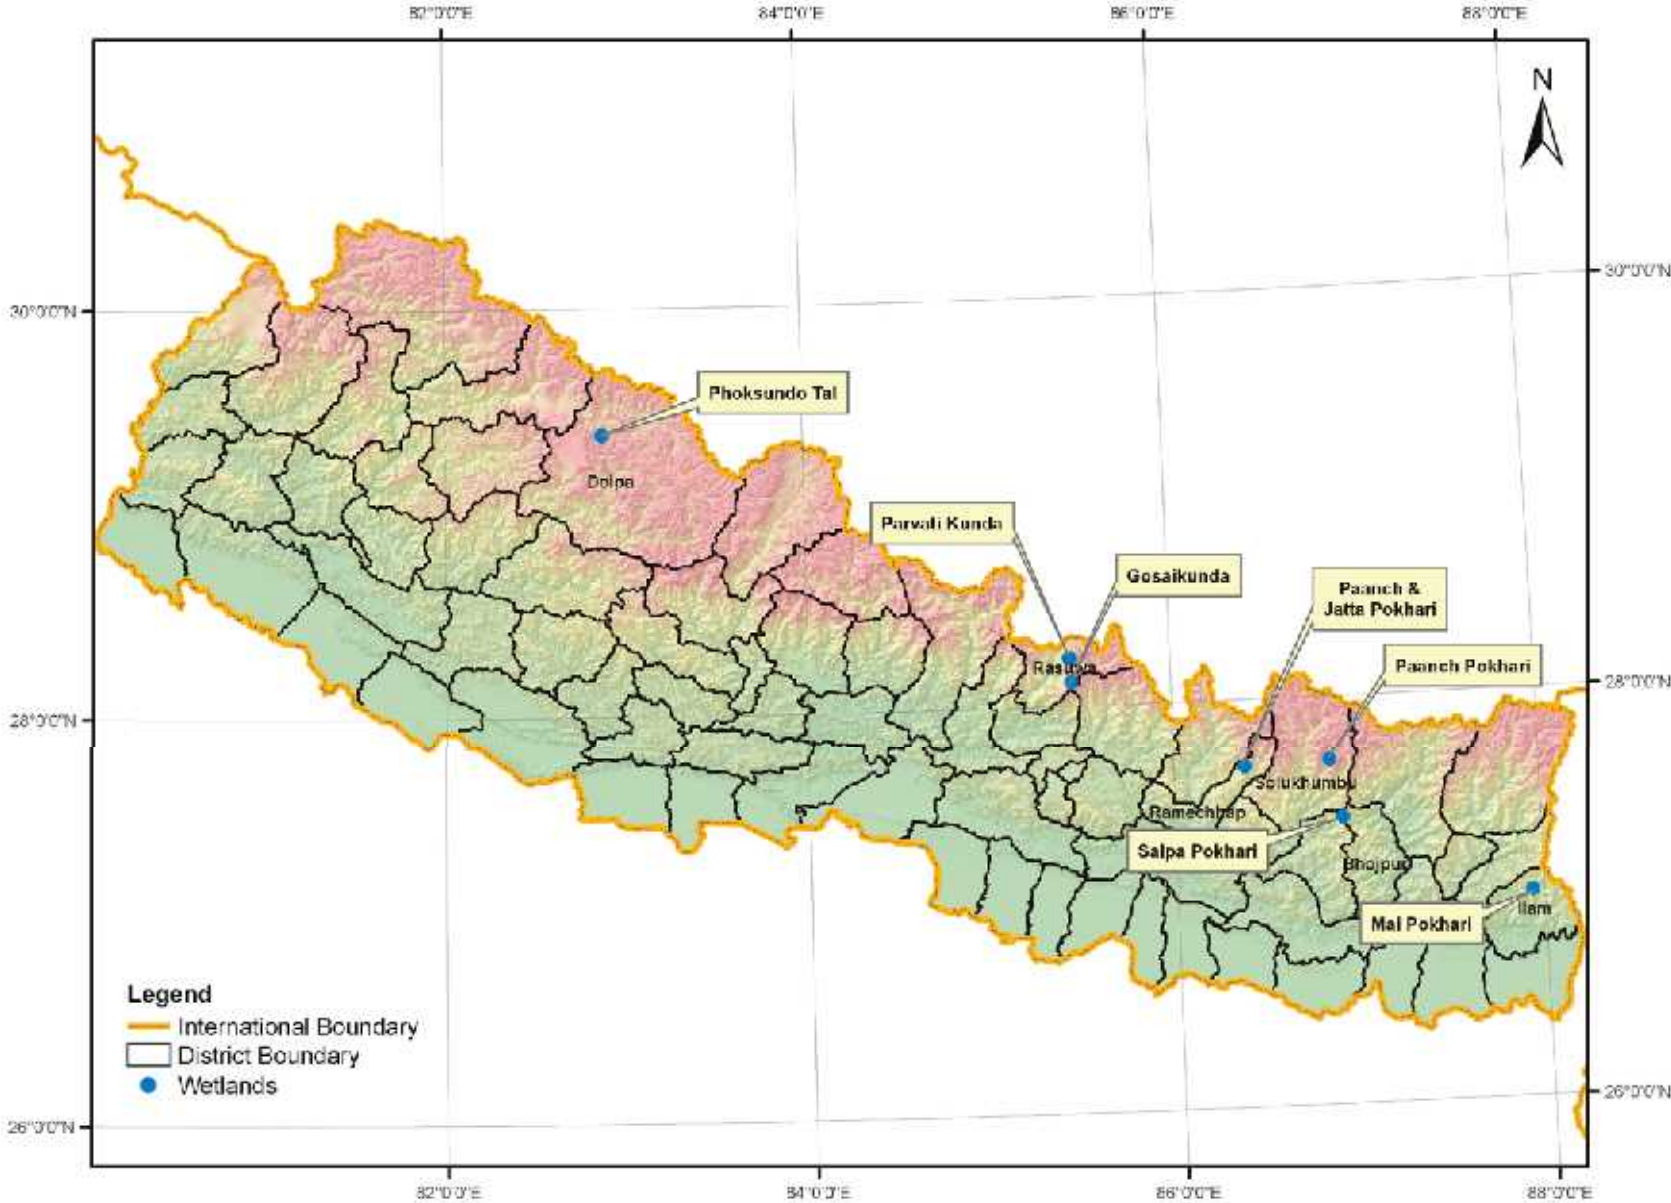 82°0'0"E
84°0'0"E
86°0'0"E
88°0'0"E
N
30°0'0"N
30°0'0"N
Phoksundo Tal
Dolpa
Parvati Kunda
Gosaikunda
Paanch &
Jatta Pokhari
Rasuwa
Paanch Pokhari
28°0'0"N
28°0'0"N
Solukhumbu
Ramechhap
Salpa Pokhari
Bhojpur
Mai Pokhari
Ilam
Legend
International Boundary
District Boundary
Wetlands
26°0'0"N
26°0'0"N
82°0'0"E
84°0'0"E
86°0'0"E
88°0'0"E